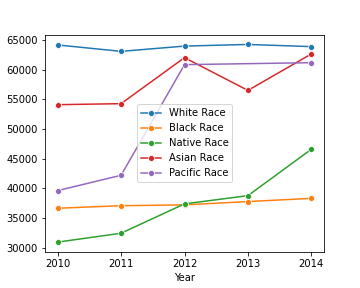 65000
60000
55000
50000
45000
40000
35000
30000
White Race
Black Race
Native Race
Asian Race
Pacific Race
2010 2011 2012 2013 2014
Year